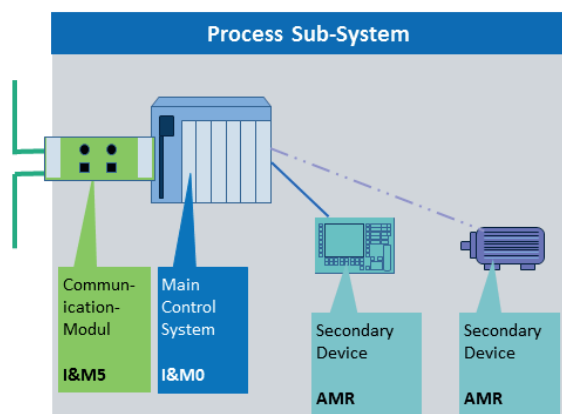 Process Sub-System
Commun-
ication-
Modul
I&M5
Main
Control
System
I&M0
Secondary
Device
AMR
Secondary
Device
AMR